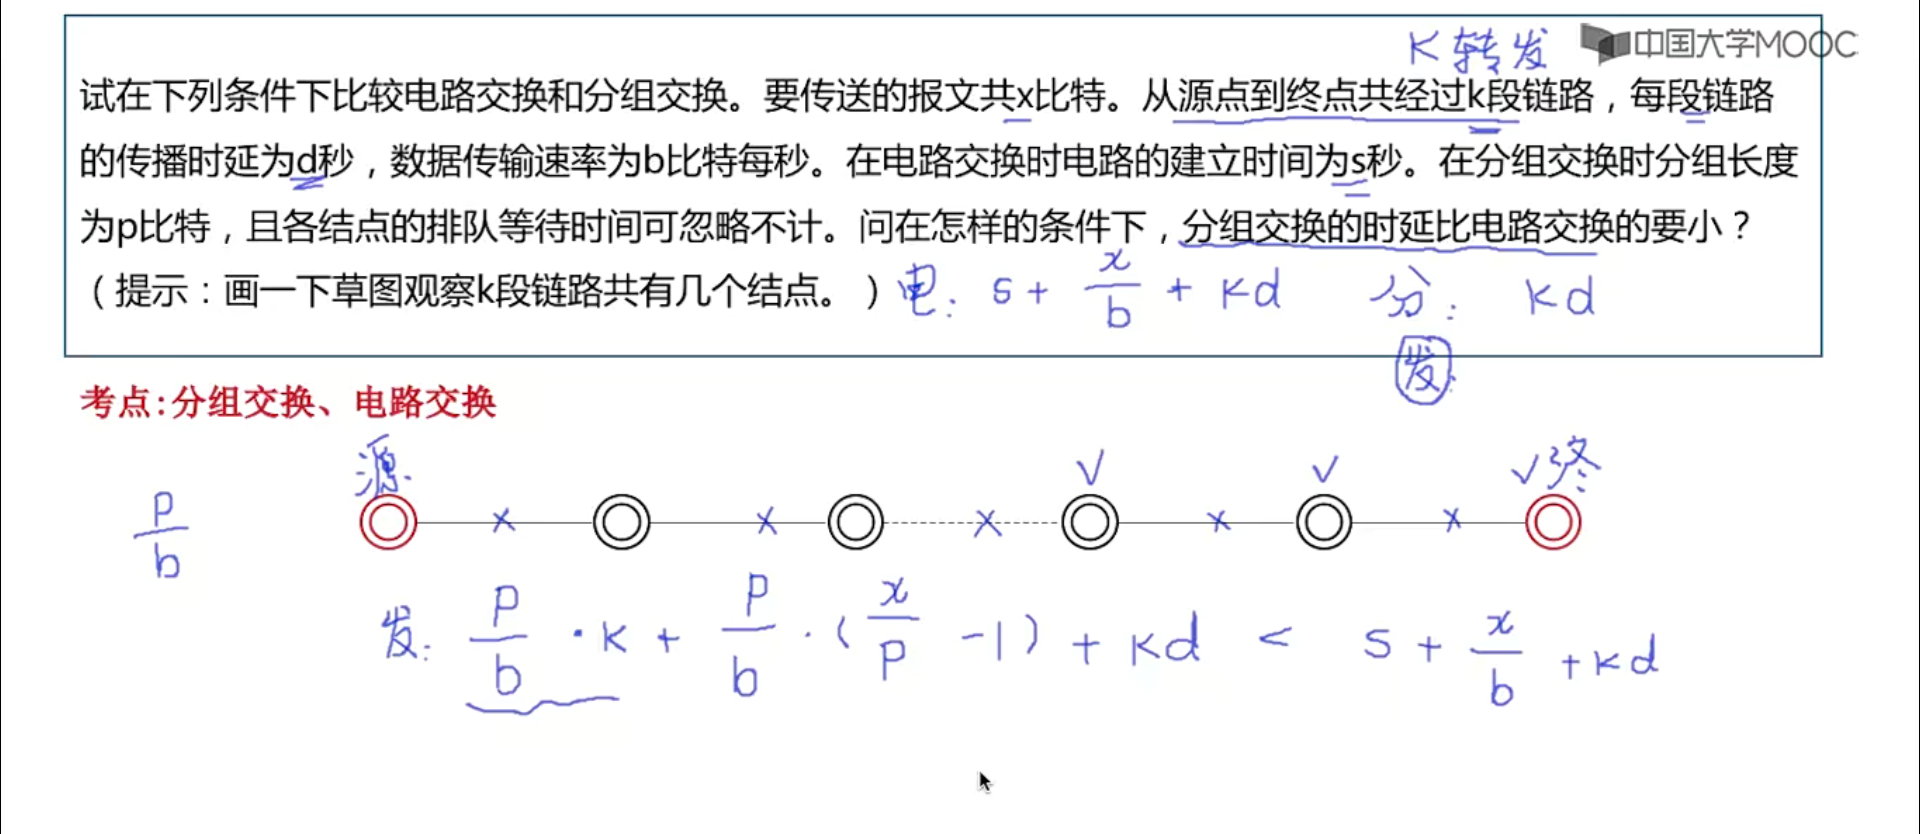 K转发
中国大学MOOC
试在下列条件下比较电路交换和分组交换。要传送的报文共x比特。从源点到终点共经过k段链路，每段链路
的传播时延为d秒，数据传输速率为b比特每秒。在电路交换时电路的建立时间为s秒。在分组交换时分组长度
为p比特，且各结点的排队等待时间可忽略不计。问在怎样的条件下，分组交换的时延比电路交换的要小？
（提示：画一下草图观察k段链路共有几个结点。）电: s + x/b + kd 分: kd
发:
考点:分组交换、电路交换
源 √ √ √终
p/b x x x x x
发: p/b · k + p/b · (x/p - 1) + kd < s + x/b + kd